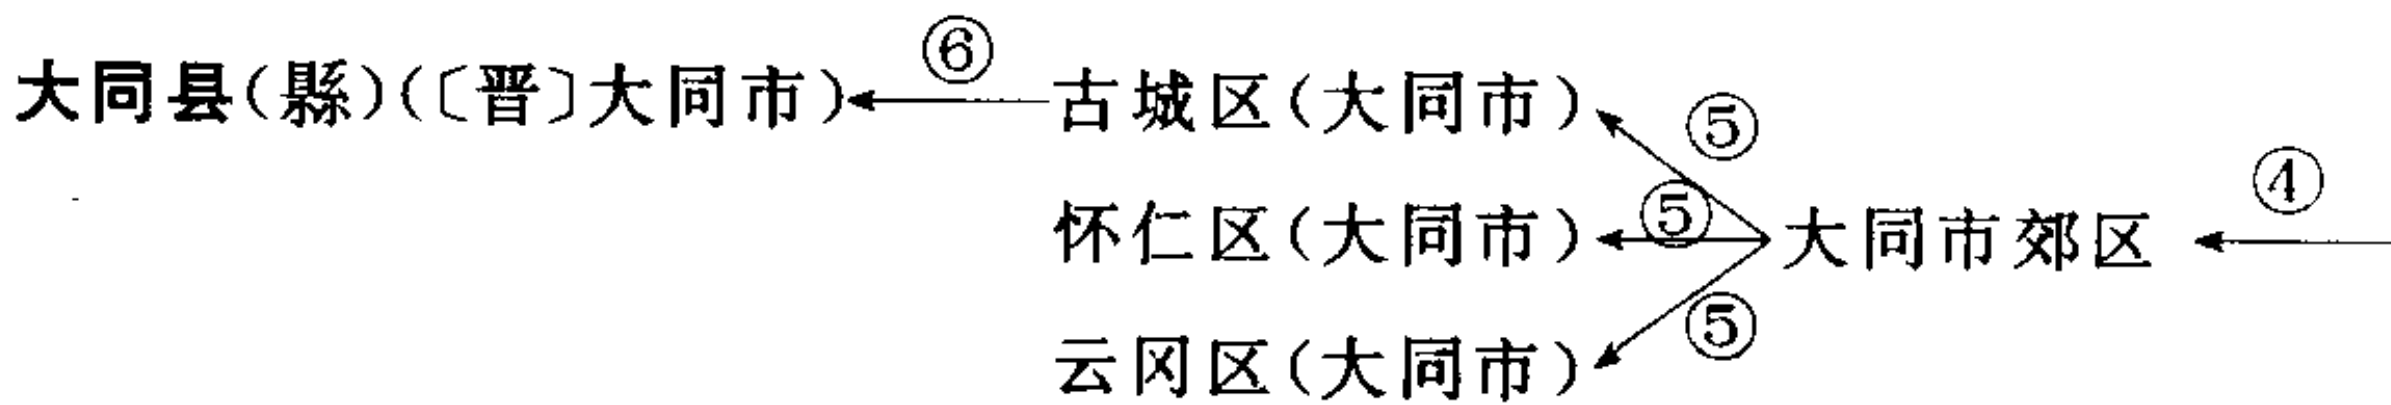 ⑥
大同县(縣)(〔晋〕大同市) 古城区(大同市)
⑤
④
怀仁区(大同市) ⑤ 大同市郊区
⑤
云冈区(大同市)